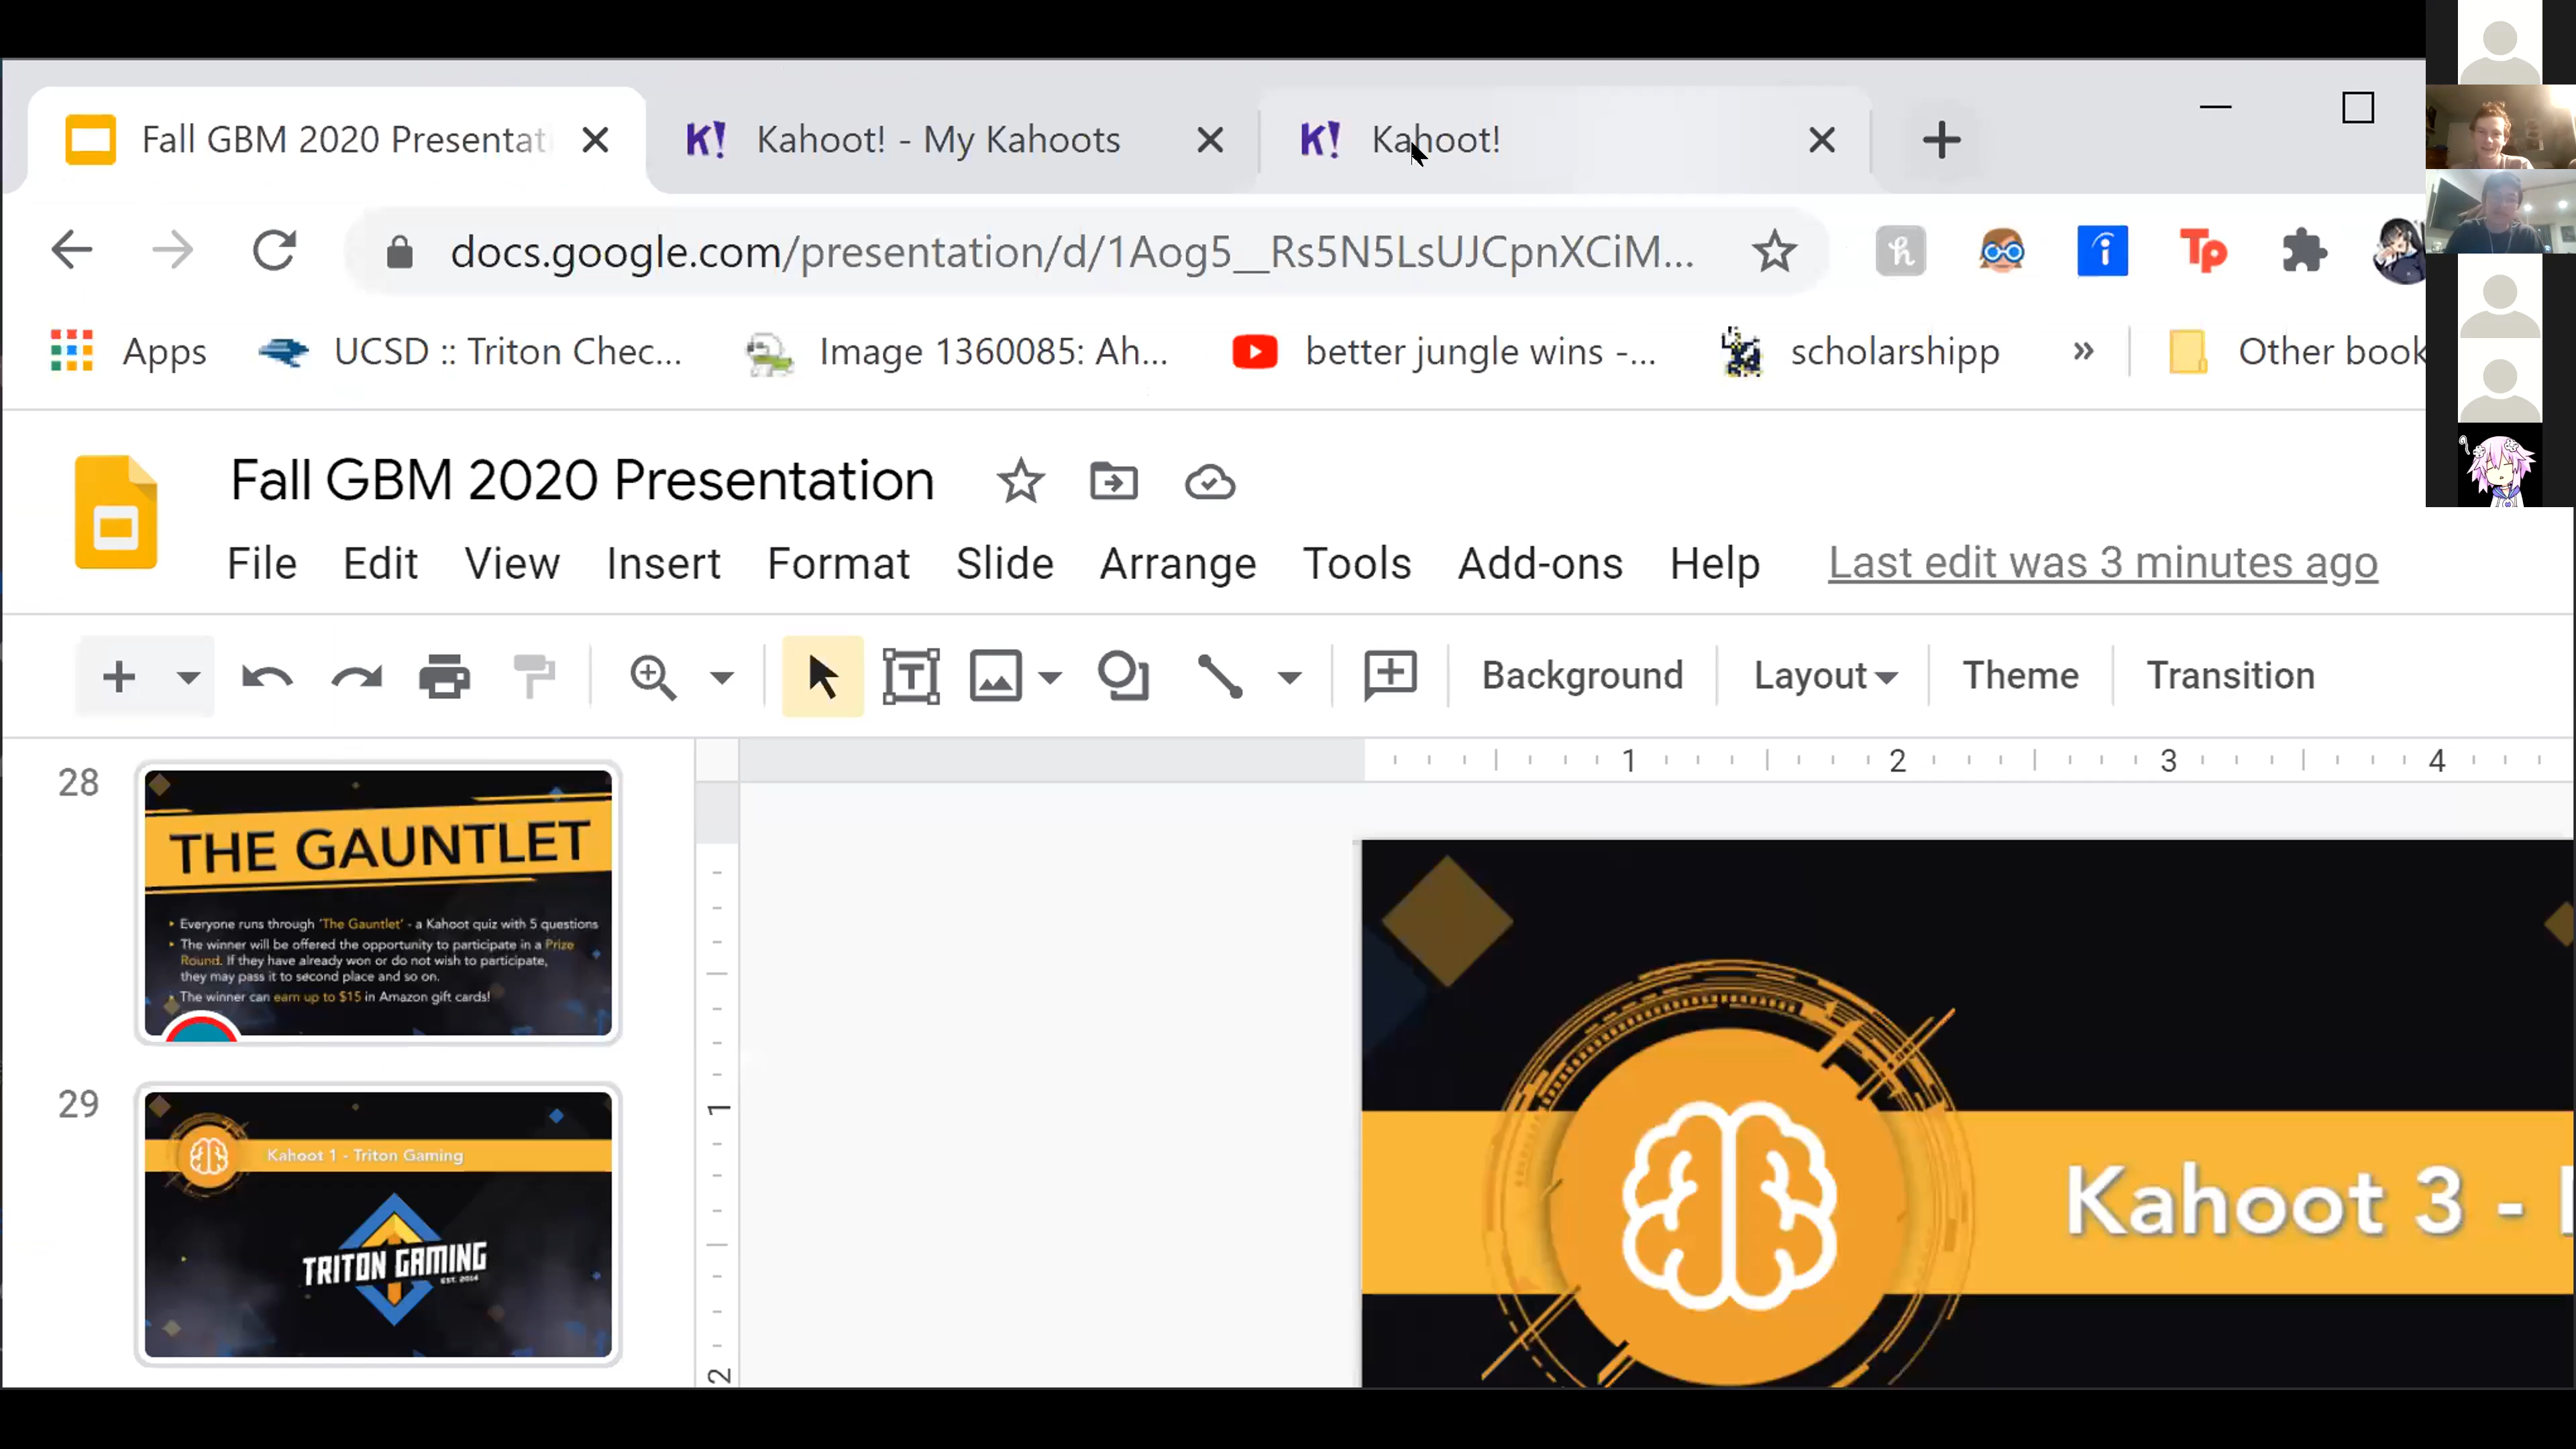 Fall GBM 2020 Presentat
Kahoot! - My Kahoots
Kahoot!
docs.google.com/presentation/d/1Aog5__Rs5N5LsUJCpnXCiM...
Apps
UCSD :: Triton Chec...
Image 1360085: Ah...
better jungle wins -...
scholarshipp
»
Other book
Fall GBM 2020 Presentation
File Edit View Insert Format Slide Arrange Tools Add-ons Help Last edit was 3 minutes ago
Background Layout Theme Transition
1 2 3 4
28
THE GAUNTLET
Everyone runs through 'The Gauntlet' - a Kahoot quiz with 5 questions
The winner will be offered the opportunity to participate in a Prize
Round. If they have already won or do not wish to participate,
they may pass it to second place and so on.
The winner can earn up to $15 in Amazon gift cards!
29
Kahoot 1 - Triton Gaming
TRITON GAMING
EST. 2014
1
2
Kahoot 3 -